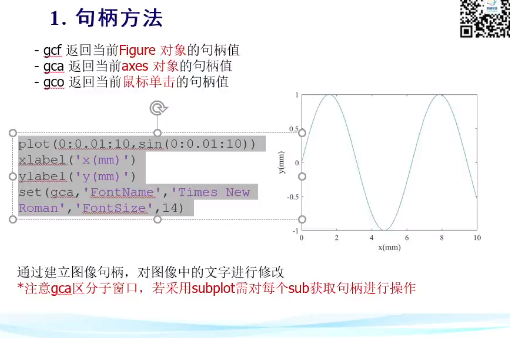 1. 句柄方法
- gcf 返回当前Figure 对象的句柄值
- gca 返回当前axes 对象的句柄值
- gco 返回当前鼠标单击的句柄值
plot(0:0.01:10,sin(0:0.01:10))
xlabel('x(mm)')
ylabel('y(mm)')
set(gca,'FontName','Times New
Roman','FontSize',14)
1
0.5
0
-0.5
-1
y(mm)
0 2 4 6 8 10
x(mm)
通过建立图像句柄，对图像中的文字进行修改
*注意gca区分子窗口，若采用subplot需对每个sub获取句柄进行操作